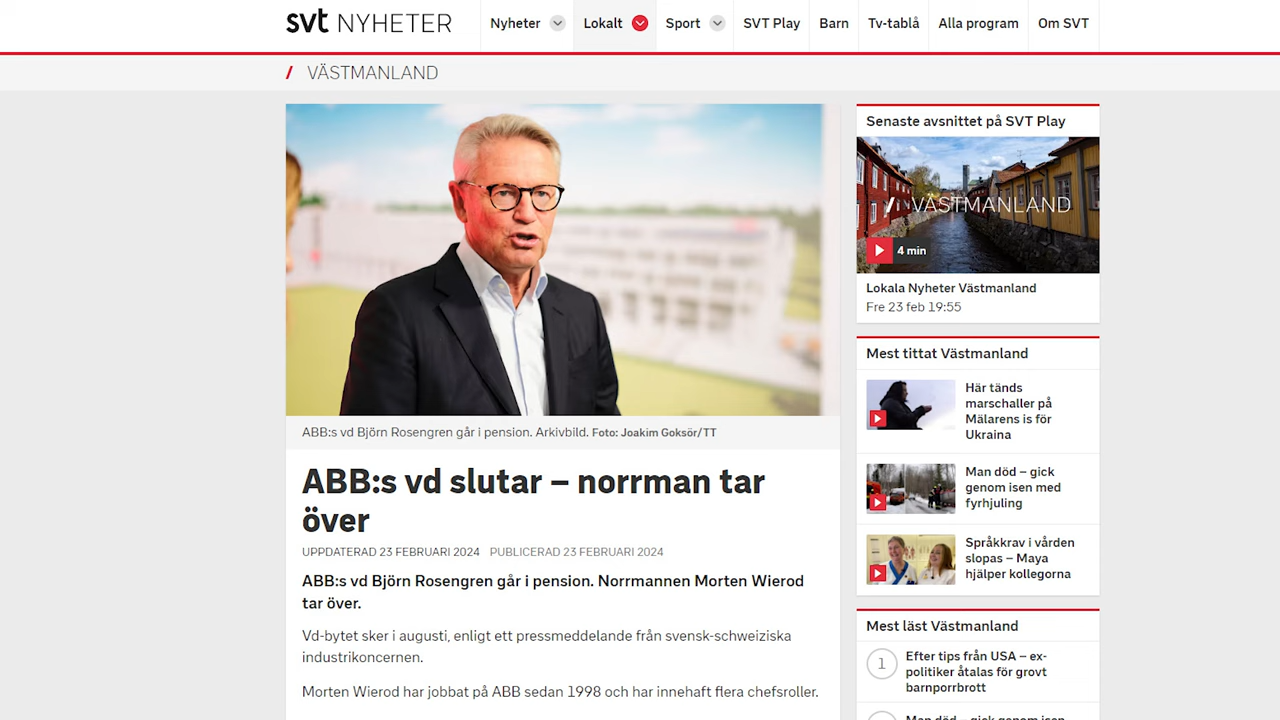 svt NYHETER
Nyheter
Lokalt
Sport
SVT Play
Barn
Tv-tablå
Alla program
Om SVT
/ VÄSTMANLAND
ABB:s vd Björn Rosengren går i pension. Arkivbild. Foto: Joakim Goksör/TT
ABB:s vd slutar – norrman tar
över
UPPDATERAD 23 FEBRUARI 2024 PUBLICERAD 23 FEBRUARI 2024
ABB:s vd Björn Rosengren går i pension. Norrmannen Morten Wierod
tar över.
Vd-bytet sker i augusti, enligt ett pressmeddelande från svensk-schweiziska
industrikoncernen.
Morten Wierod har jobbat på ABB sedan 1998 och har innehaft flera chefsroller.
Senaste avsnittet på SVT Play
/ VÄSTMANLAND
4 min
Lokala Nyheter Västmanland
Fre 23 feb 19:55
Mest tittat Västmanland
Här tänds
marschaller på
Mälarens is för
Ukraina
Man död – gick
genom isen med
fyrhjuling
Språkkrav i vården
slopas – Maya
hjälper kollegorna
Mest läst Västmanland
1
Efter tips från USA – ex-
politiker åtalas för grovt
barnporrbrott
Man död – gick genom isen